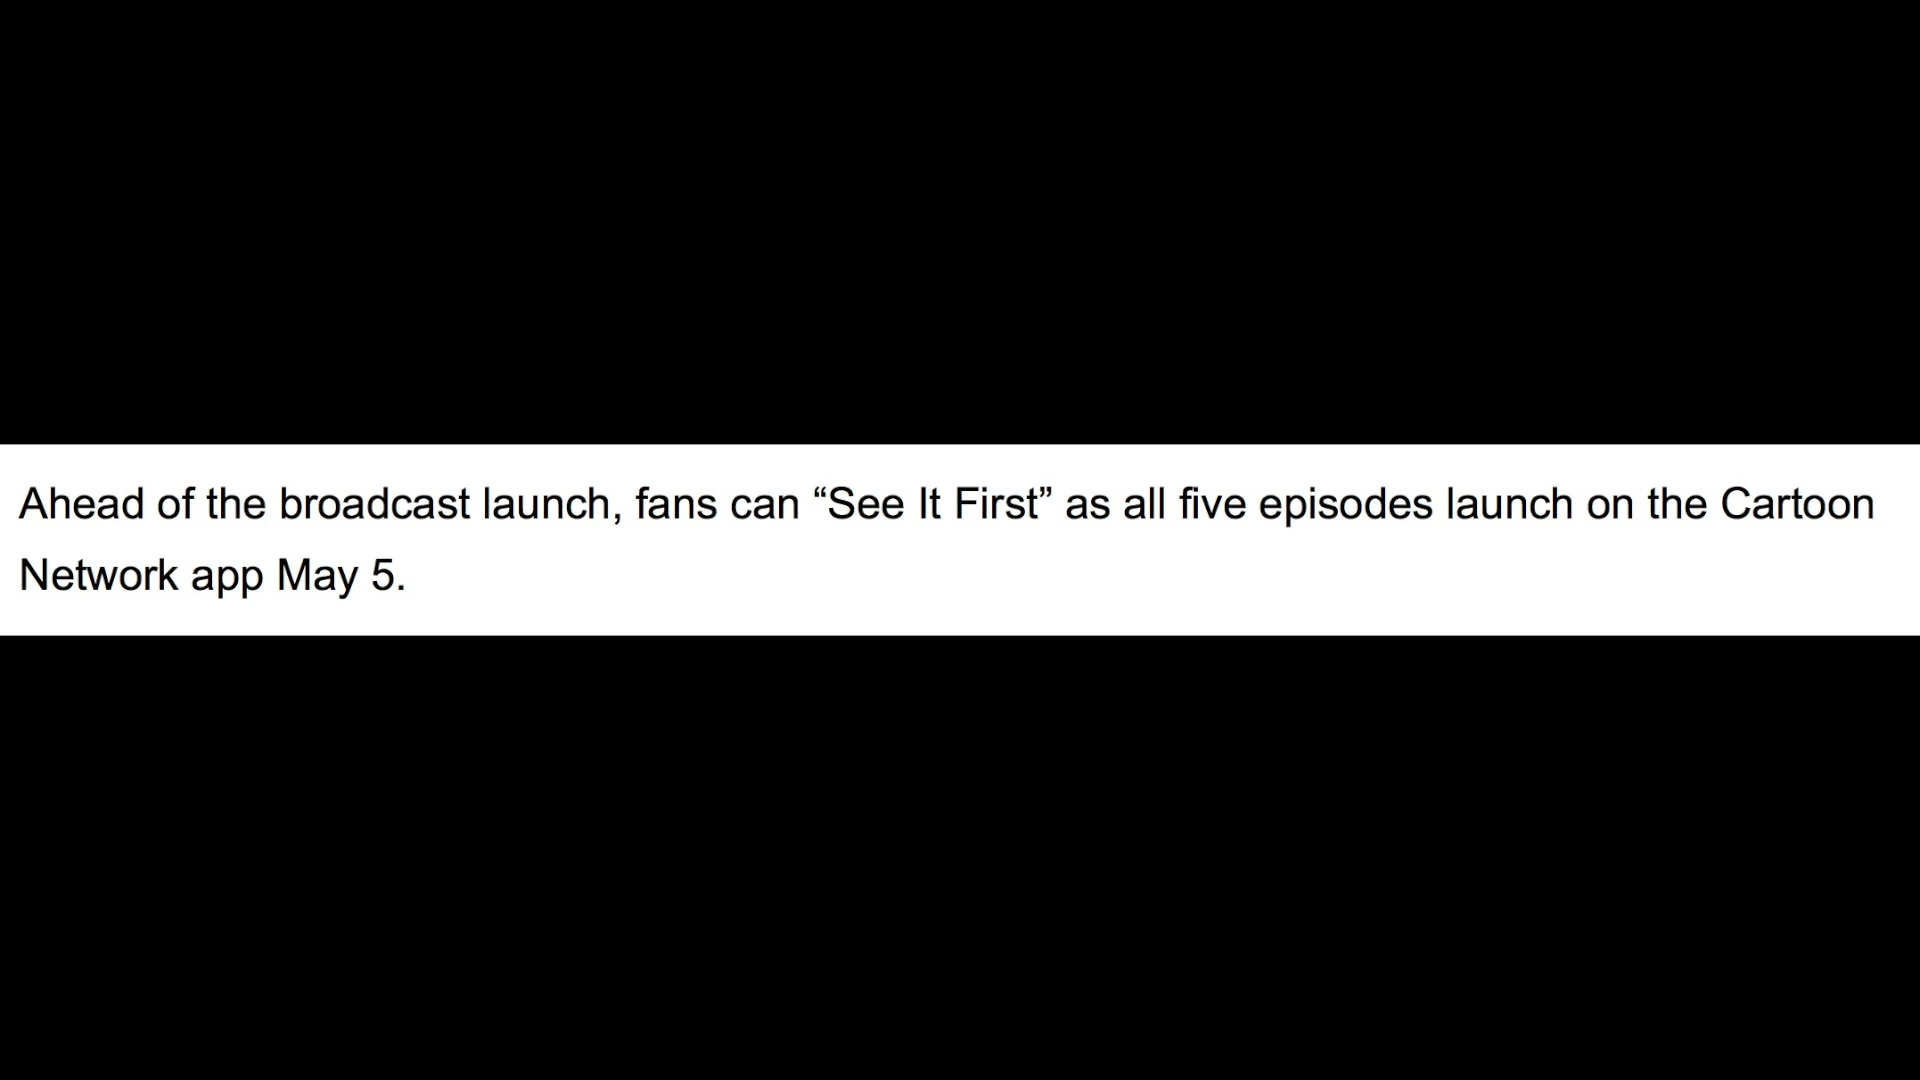 Ahead of the broadcast launch, fans can “See It First” as all five episodes launch on the Cartoon
Network app May 5.